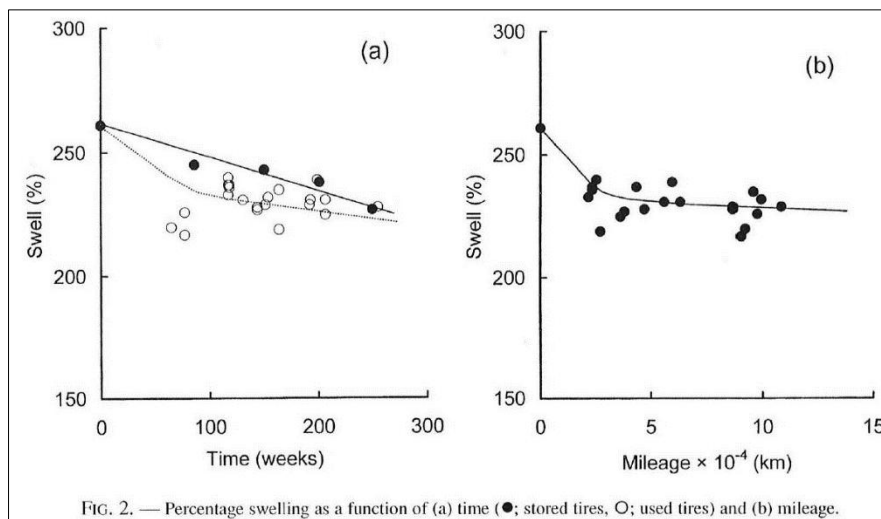 (a)
300
250
200
150
0
100
200
300
Swell (%)
Time (weeks)
(b)
300
250
200
150
0
5
10
15
Swell (%)
Mileage × 10⁻⁴ (km)
FIG. 2. — Percentage swelling as a function of (a) time (●; stored tires, ○; used tires) and (b) mileage.